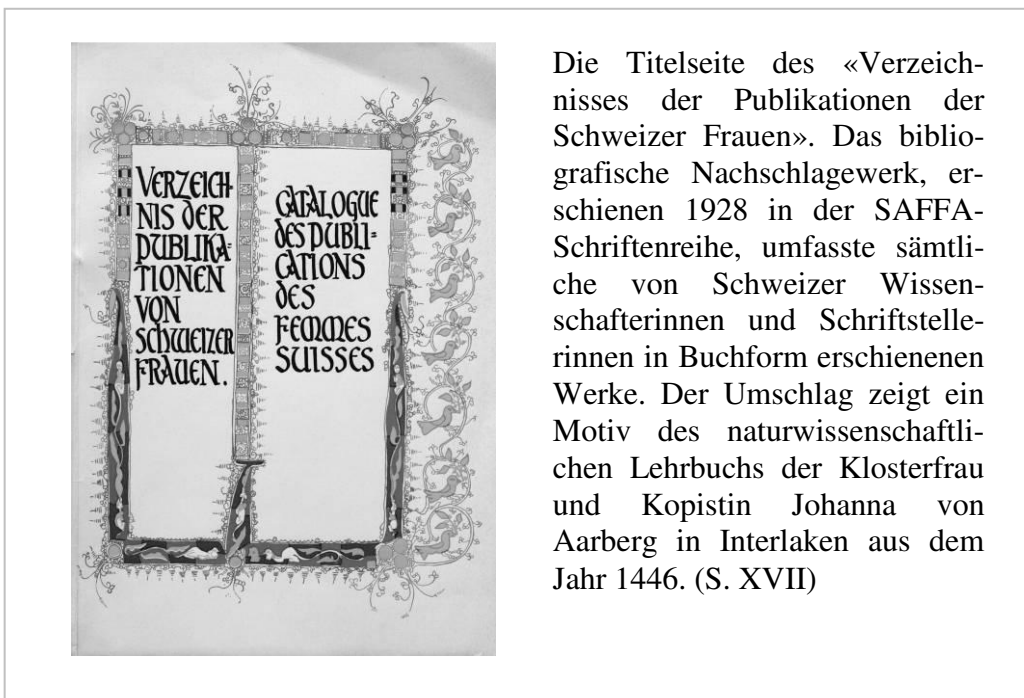 VERZEICH-
NIS DER
PUBLIKA-
TIONEN
VON
SCHWEIZER
FRAUEN.
CATALOGUE
DES PUBLI-
CATIONS
DES
FEMMES
SUISSES
Die Titelseite des «Verzeich-
nisses der Publikationen der
Schweizer Frauen». Das biblio-
grafische Nachschlagewerk, er-
schienen 1928 in der SAFFA-
Schriftenreihe, umfasste sämtli-
che von Schweizer Wissen-
schafterinnen und Schriftstelle-
rinnen in Buchform erschienenen
Werke. Der Umschlag zeigt ein
Motiv des naturwissenschaftli-
chen Lehrbuchs der Klosterfrau
und Kopistin Johanna von
Aarberg in Interlaken aus dem
Jahr 1446. (S. XVII)